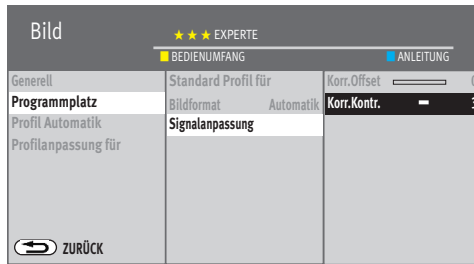 Bild
★★★ EXPERTE
BEDIENUMFANG
ANLEITUNG
Generell
Programmplatz
Profil Automatik
Profilanpassung für
Standard Profil für
Bildformat Automatik
Signalanpassung
Korr.Offset
Korr.Kontr.
ZURÜCK